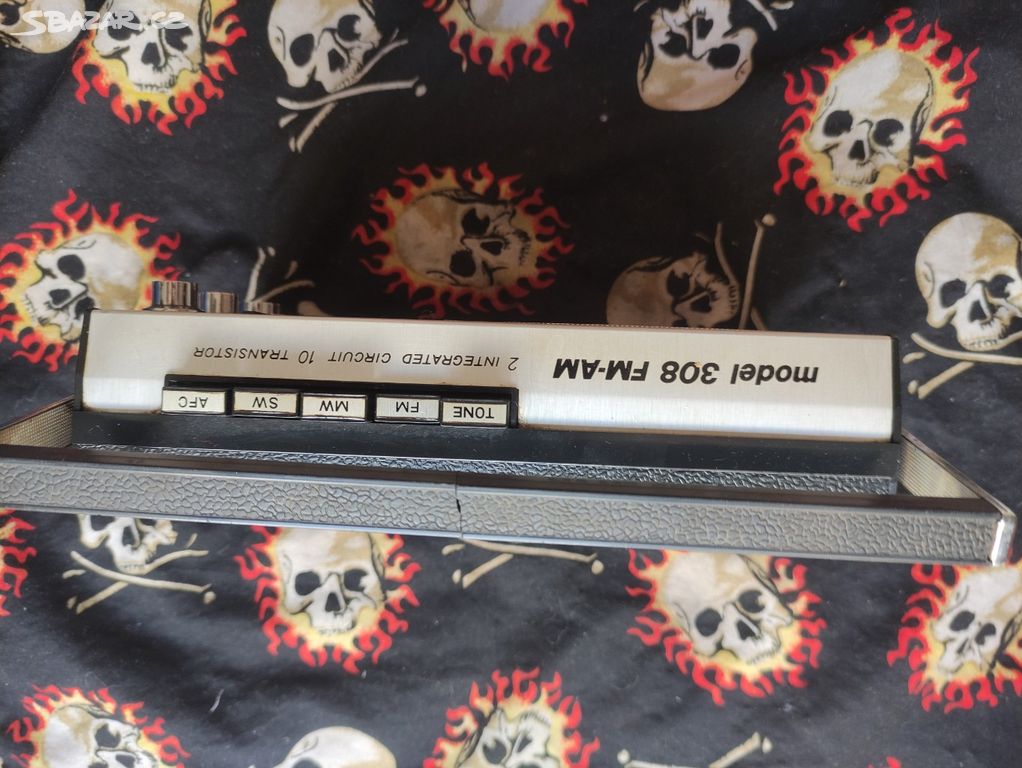 SBAZAR.CZ
model 308 FM-AM
2 INTEGRATED CIRCUIT 10 TRANSISTOR
TONE FM MW SW AFC